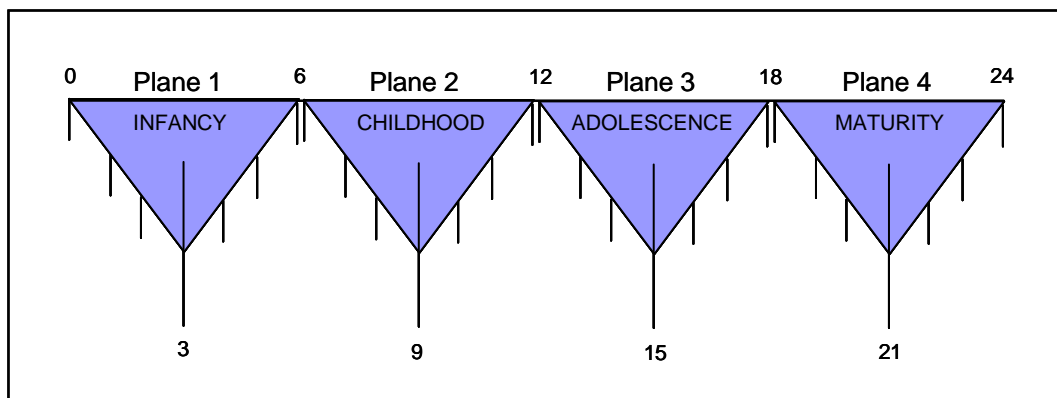 0 Plane 1 6 Plane 2 12 Plane 3 18 Plane 4 24
INFANCY CHILDHOOD ADOLESCENCE MATURITY
3 9 15 21